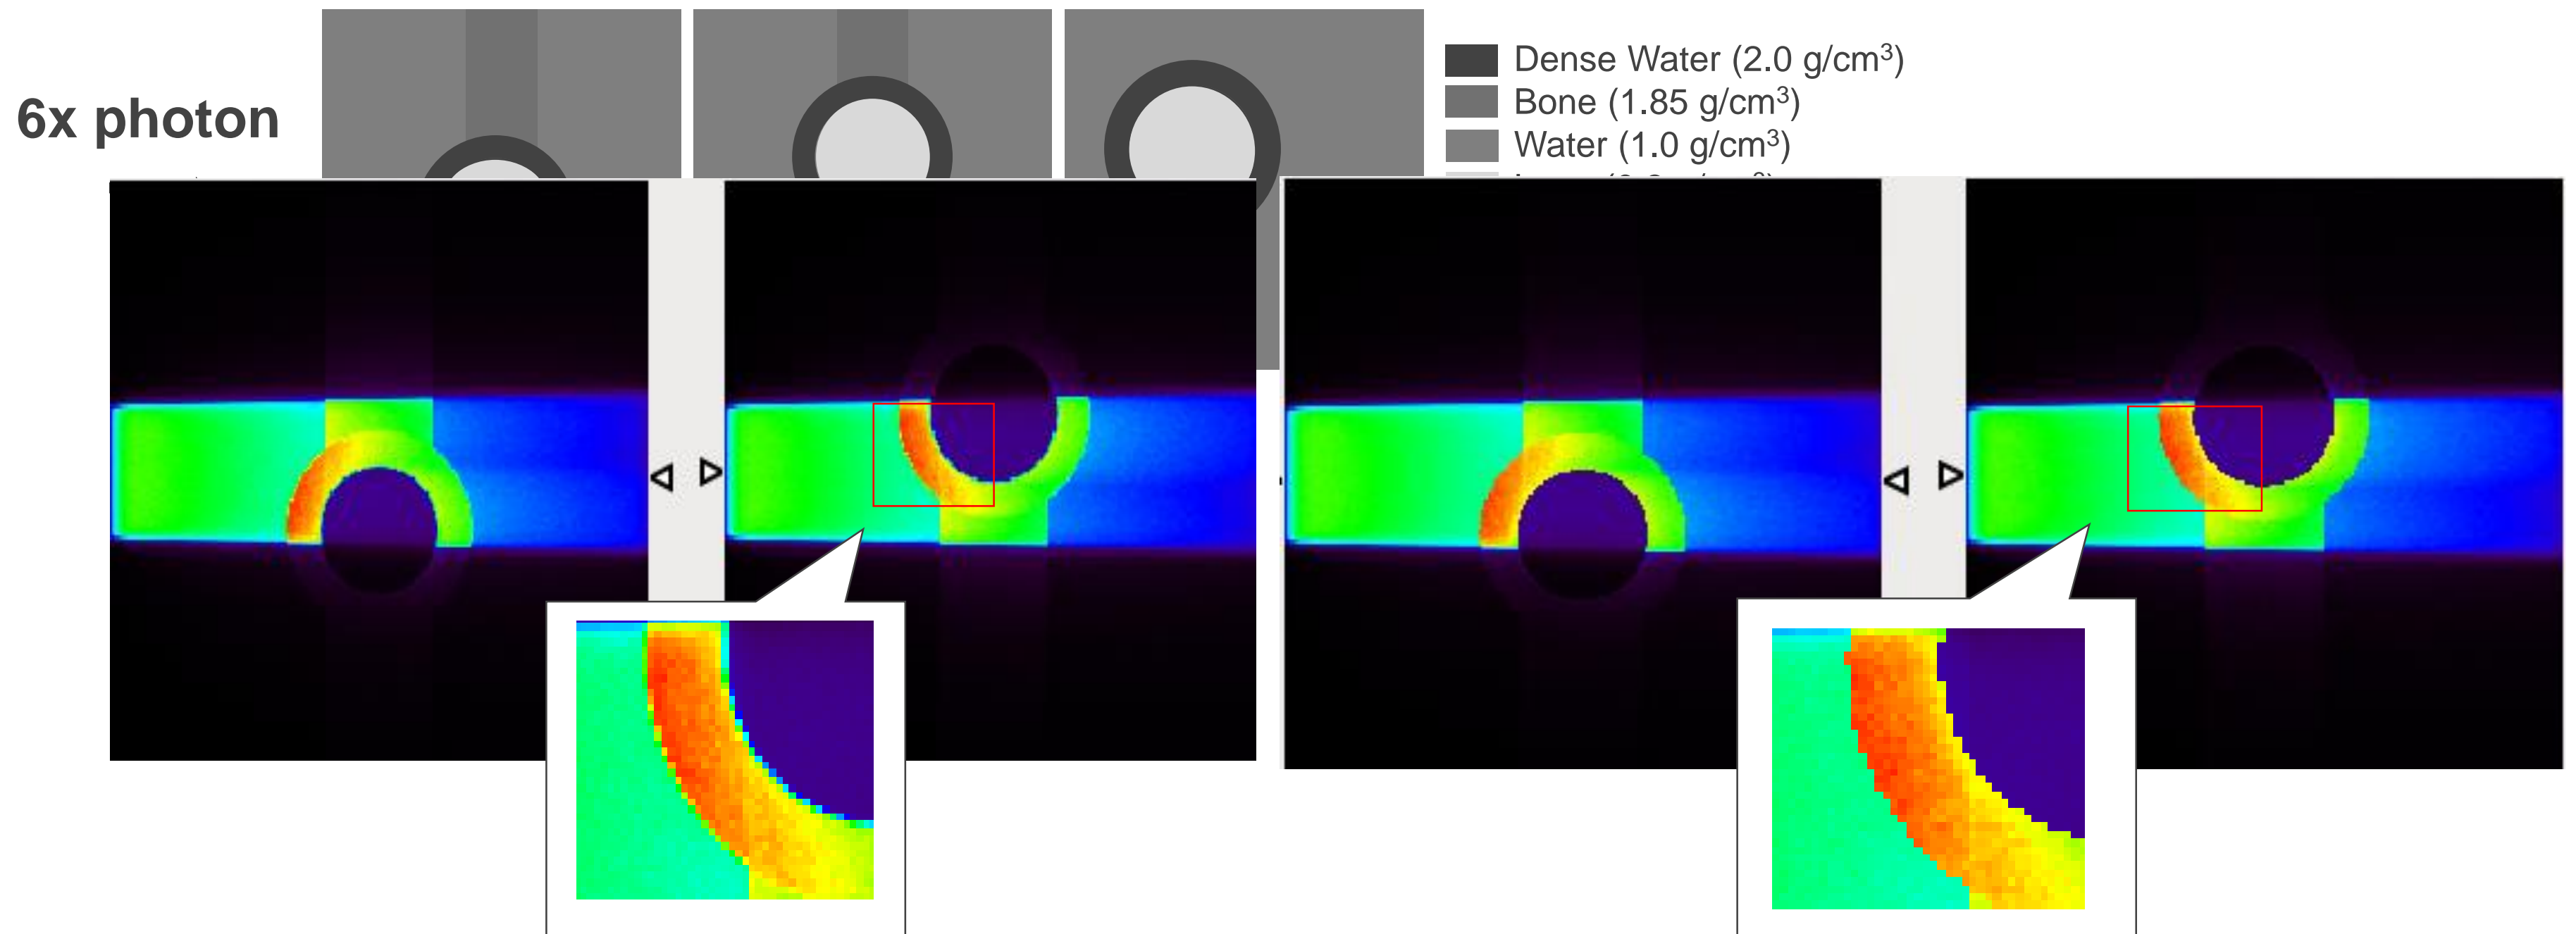 6x photon
Dense Water (2.0 g/cm³)
Bone (1.85 g/cm³)
Water (1.0 g/cm³)